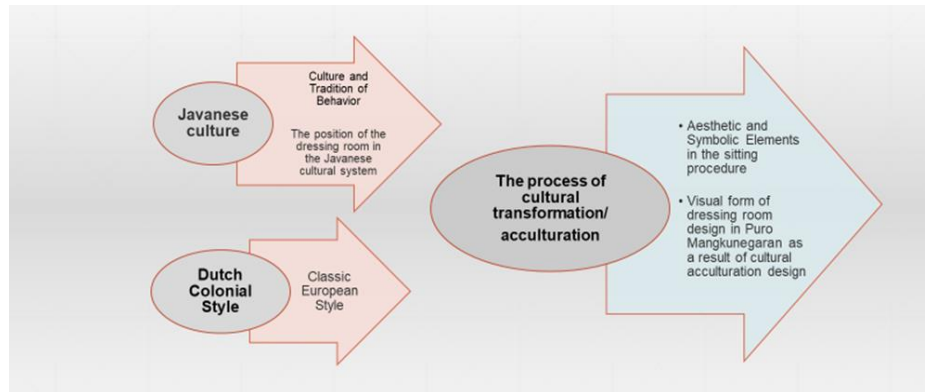 Javanese
culture
Culture and
Tradition of
Behavior
The position of the
dressing room in
the Javanese
cultural system
Dutch
Colonial
Style
Classic
European
Style
The process of
cultural
transformation/
acculturation
• Aesthetic and
Symbolic Elements
in the sitting
procedure
• Visual form of
dressing room
design in Puro
Mangkunegaran as
a result of cultural
acculturation design